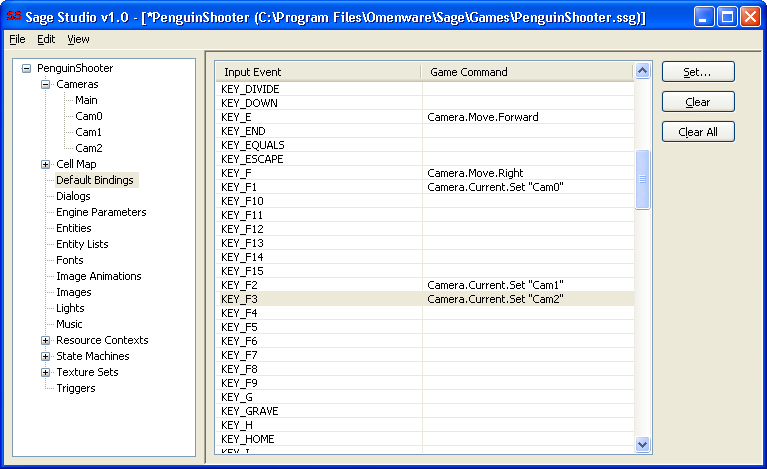 SS Sage Studio v1.0 - [*PenguinShooter (C:\Program Files\Omenware\Sage\Games\PenguinShooter.ssg)]
File Edit View
PenguinShooter
Cameras
Main
Cam0
Cam1
Cam2
Cell Map
Default Bindings
Dialogs
Engine Parameters
Entities
Entity Lists
Fonts
Image Animations
Images
Lights
Music
Resource Contexts
State Machines
Texture Sets
Triggers
Input Event Game Command
KEY_DIVIDE
KEY_DOWN
KEY_E Camera.Move.Forward
KEY_END
KEY_EQUALS
KEY_ESCAPE
KEY_F Camera.Move.Right
KEY_F1 Camera.Current.Set "Cam0"
KEY_F10
KEY_F11
KEY_F12
KEY_F13
KEY_F14
KEY_F15
KEY_F2 Camera.Current.Set "Cam1"
KEY_F3 Camera.Current.Set "Cam2"
KEY_F4
KEY_F5
KEY_F6
KEY_F7
KEY_F8
KEY_F9
KEY_G
KEY_GRAVE
KEY_H
KEY_HOME
Set...
Clear
Clear All